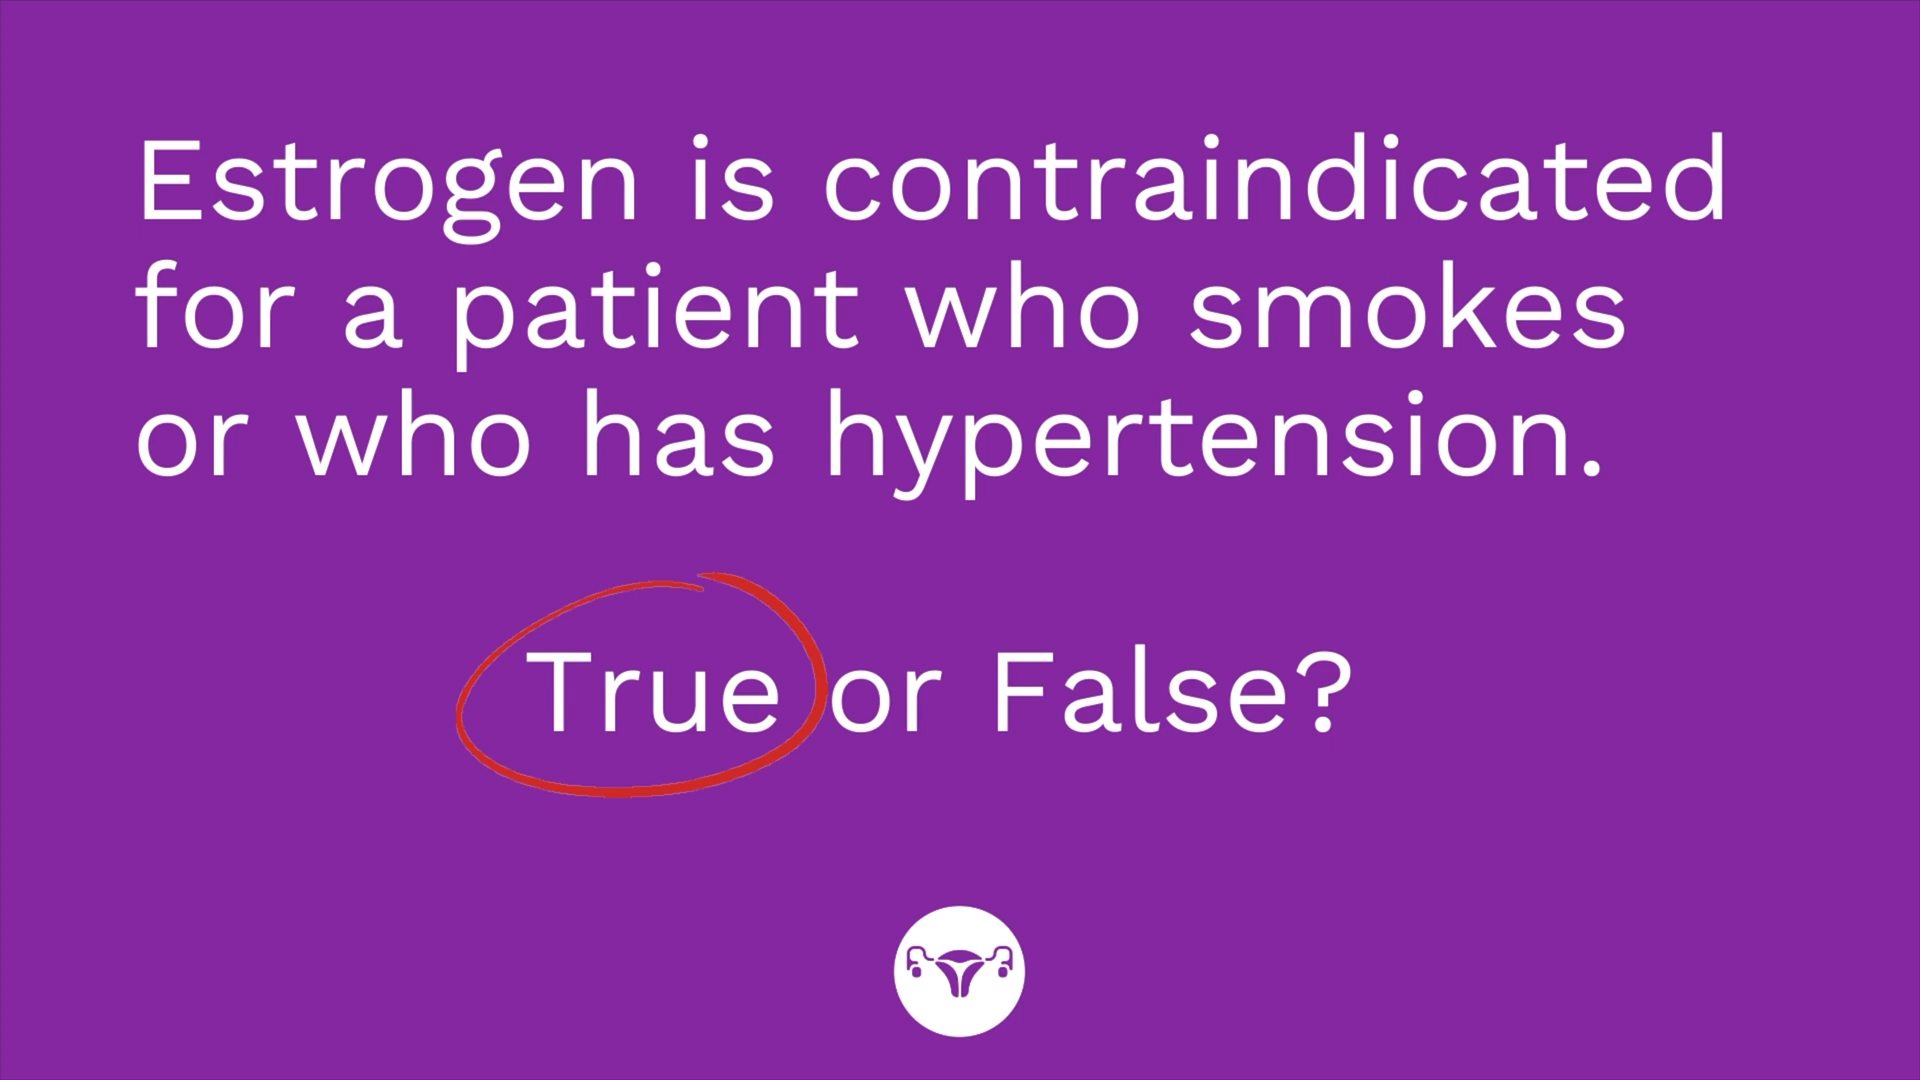 Estrogen is contraindicated
for a patient who smokes
or who has hypertension.
True or False?